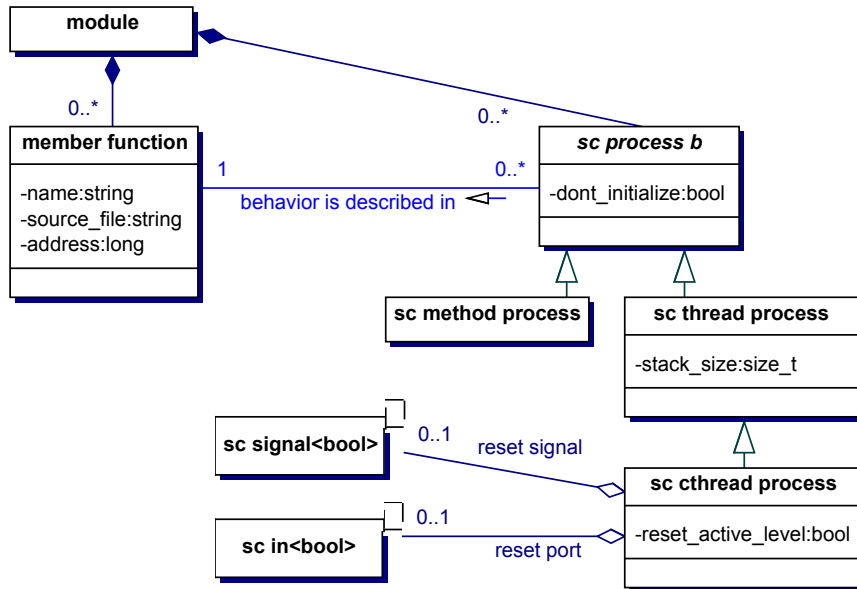 module
0..*
0..*
member function
-name:string
-source_file:string
-address:long
1
0..*
behavior is described in
sc process b
-dont_initialize:bool
sc method process
sc thread process
-stack_size:size_t
sc signal<bool>
0..1
reset signal
sc cthread process
-reset_active_level:bool
sc in<bool>
0..1
reset port